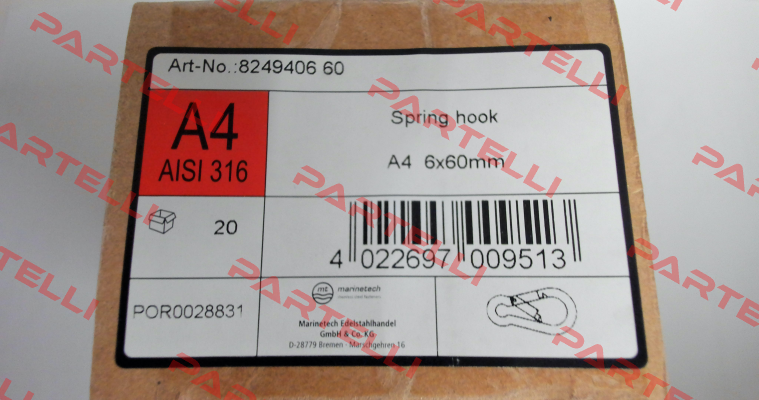 Art-No.:8249406 60
A4
AISI 316
Spring hook
A4 6x60mm
20
4 022697 009513
POR0028831
mt marinetech
Marinetech Edelstahlhandel
GmbH & Co. KG
D-28779 Bremen · Marschgehren 16
PARTELLI
PARTELLI
PARTELLI
PARTELLI
PARTELLI
PARTELLI
PARTELLI
PARTELLI